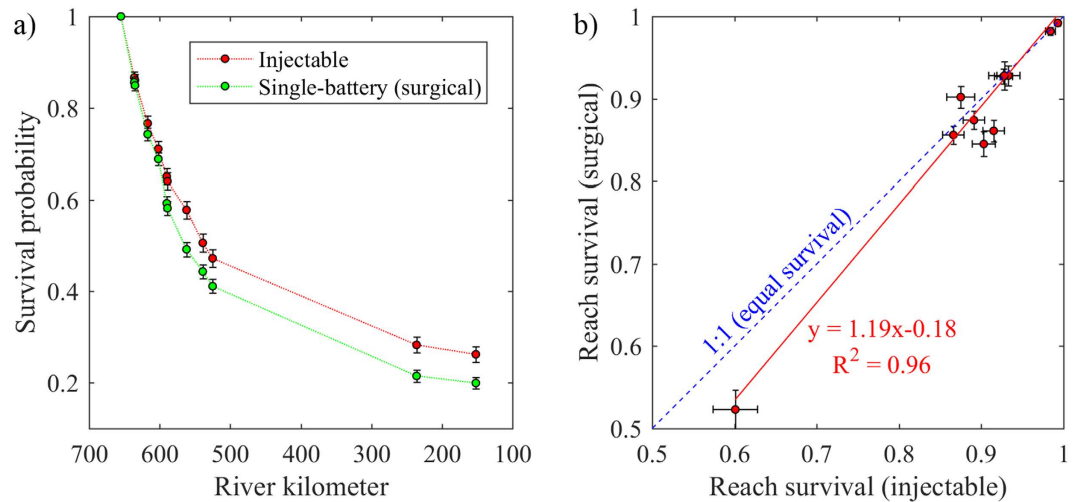 a)
1
0.8
0.6
0.4
0.2
Survival probability
Injectable
Single-battery (surgical)
700 600 500 400 300 200 100
River kilometer
b)
1
0.9
0.8
0.7
0.6
0.5
Reach survival (surgical)
1:1 (equal survival)
y = 1.19x-0.18
R² = 0.96
0.5 0.6 0.7 0.8 0.9 1
Reach survival (injectable)